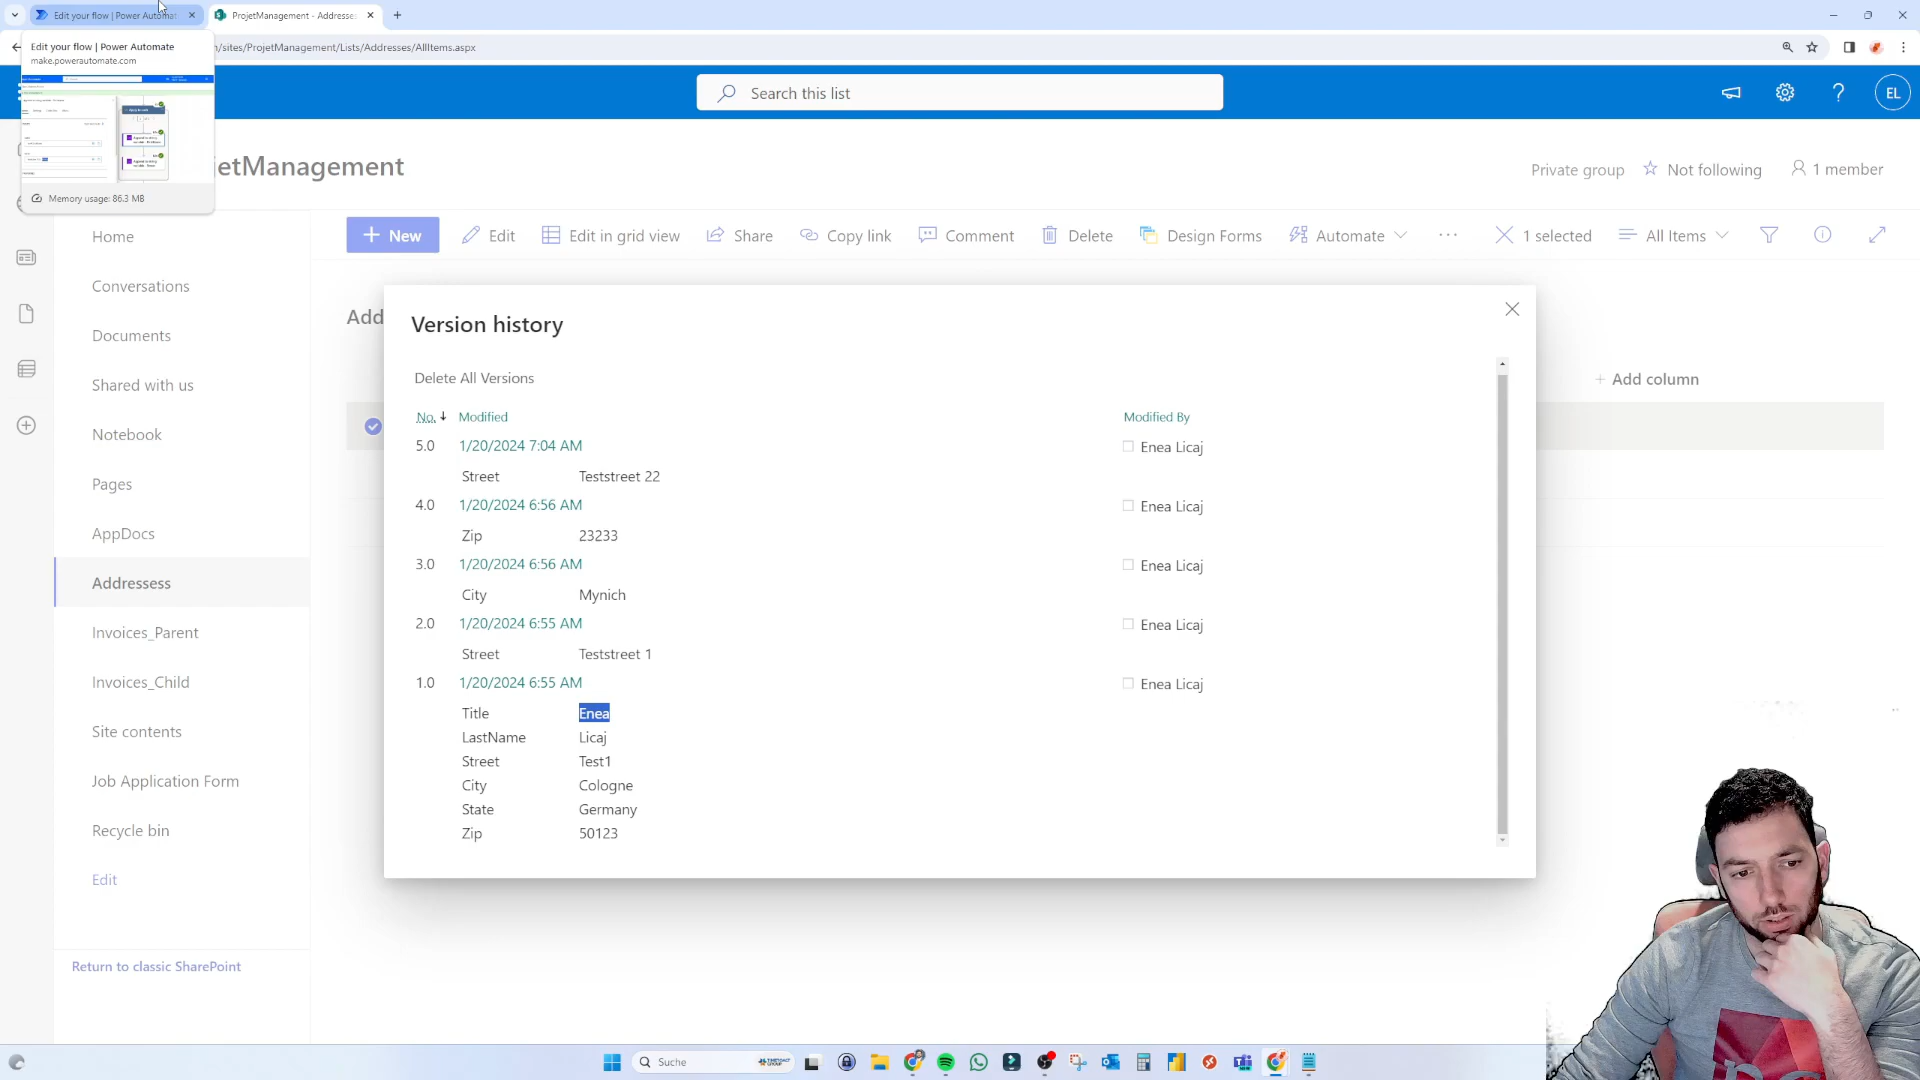 Edit your flow | Power Automat
ProjetManagement - Addresses
Edit your flow | Power Automate
make.powerautomate.com
Memory usage: 86.3 MB
/sites/ProjetManagement/Lists/Addresses/AllItems.aspx
Search this list
EL
jetManagement
Private group
Not following
1 member
New
Edit
Edit in grid view
Share
Copy link
Comment
Delete
Design Forms
Automate
1 selected
All Items
Home
Conversations
Documents
Shared with us
Notebook
Pages
AppDocs
Addressess
Invoices_Parent
Invoices_Child
Site contents
Job Application Form
Recycle bin
Edit
Return to classic SharePoint
Add
Add column
Version history
Delete All Versions
No. Modified Modified By
5.0 1/20/2024 7:04 AM Enea Licaj
Street Teststreet 22
4.0 1/20/2024 6:56 AM Enea Licaj
Zip 23233
3.0 1/20/2024 6:56 AM Enea Licaj
City Mynich
2.0 1/20/2024 6:55 AM Enea Licaj
Street Teststreet 1
1.0 1/20/2024 6:55 AM Enea Licaj
Title Enea
LastName Licaj
Street Test1
City Cologne
State Germany
Zip 50123
Suche